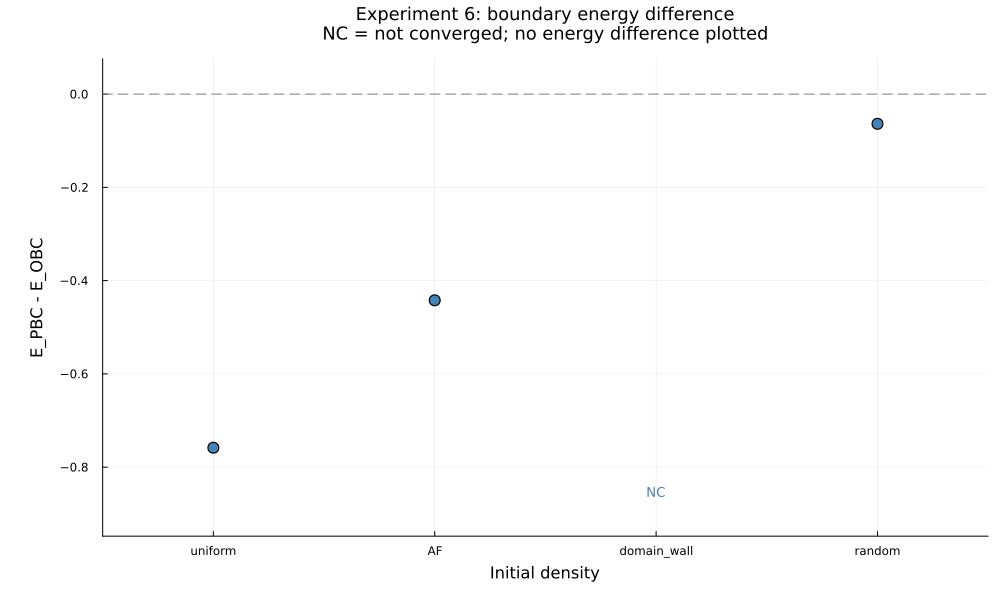 Experiment 6: boundary energy difference
NC = not converged; no energy difference plotted
E_PBC - E_OBC
0.0
−0.2
−0.4
−0.6
−0.8
NC
uniform
AF
domain_wall
random
Initial density